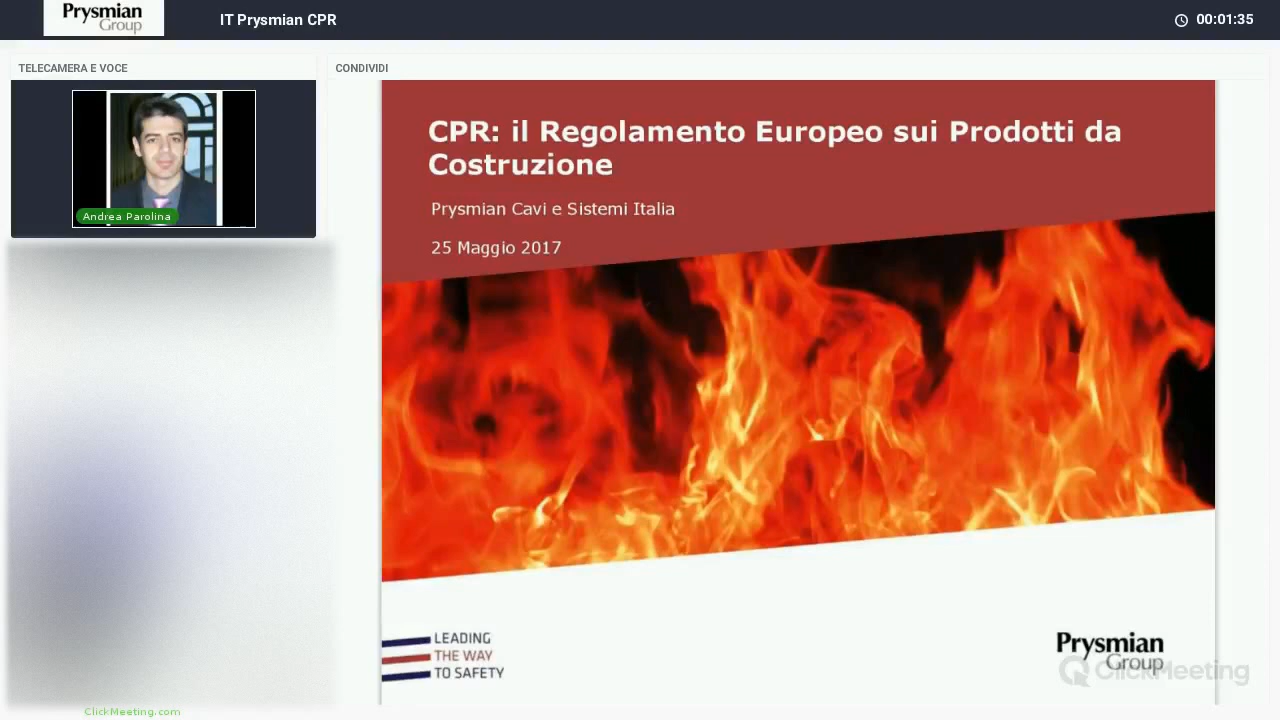 Prysmian
Group
IT Prysmian CPR
00:01:35
TELECAMERA E VOCE
CONDIVIDI
Andrea Parolina
CPR: il Regolamento Europeo sui Prodotti da
Costruzione
Prysmian Cavi e Sistemi Italia
25 Maggio 2017
LEADING
THE WAY
TO SAFETY
Prysmian
Group
ClickMeeting
ClickMeeting.com